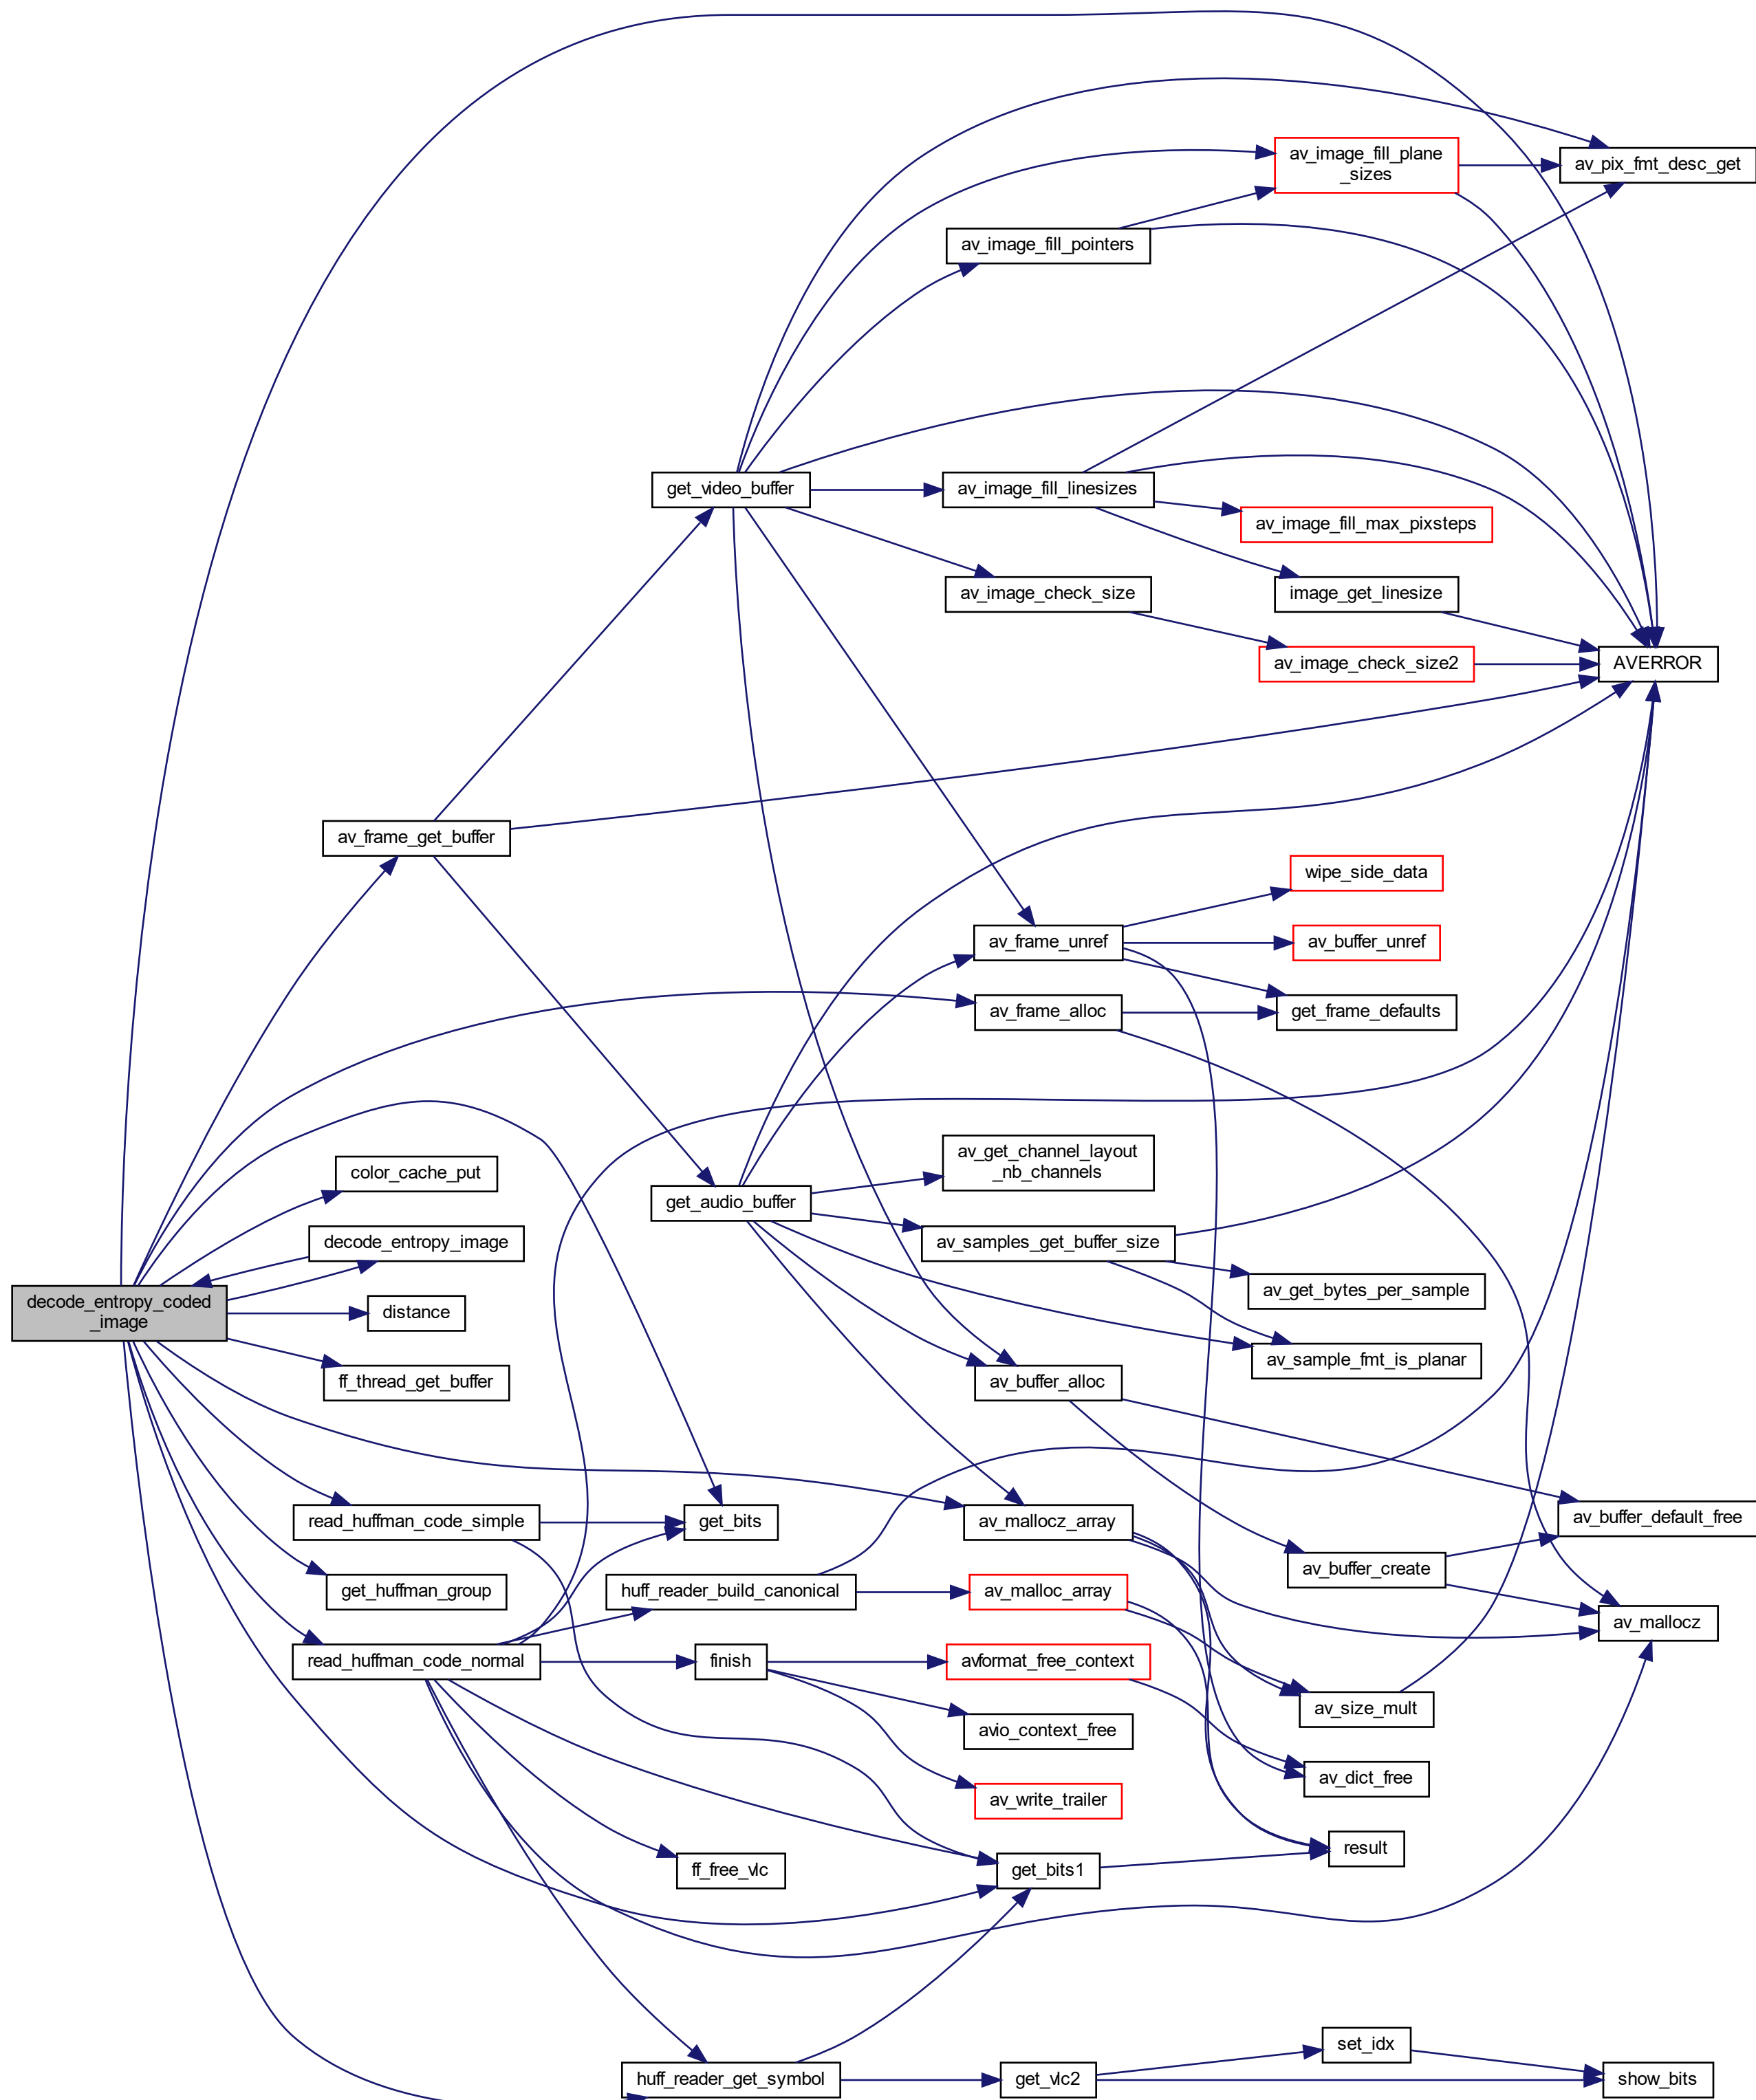 av_image_fill_plane
_sizes
av_pix_fmt_desc_get
av_image_fill_pointers
get_video_buffer
av_image_fill_linesizes
av_image_fill_max_pixsteps
av_image_check_size
image_get_linesize
av_image_check_size2
AVERROR
av_frame_get_buffer
wipe_side_data
av_frame_unref
av_buffer_unref
av_frame_alloc
get_frame_defaults
color_cache_put
av_get_channel_layout
_nb_channels
get_audio_buffer
decode_entropy_image
av_samples_get_buffer_size
av_get_bytes_per_sample
decode_entropy_coded
_image
distance
av_sample_fmt_is_planar
ff_thread_get_buffer
av_buffer_alloc
read_huffman_code_simple
get_bits
av_mallocz_array
av_buffer_default_free
av_buffer_create
get_huffman_group
huff_reader_build_canonical
av_malloc_array
av_mallocz
read_huffman_code_normal
finish
avformat_free_context
av_size_mult
avio_context_free
av_dict_free
av_write_trailer
result
ff_free_vlc
get_bits1
set_idx
huff_reader_get_symbol
get_vlc2
show_bits